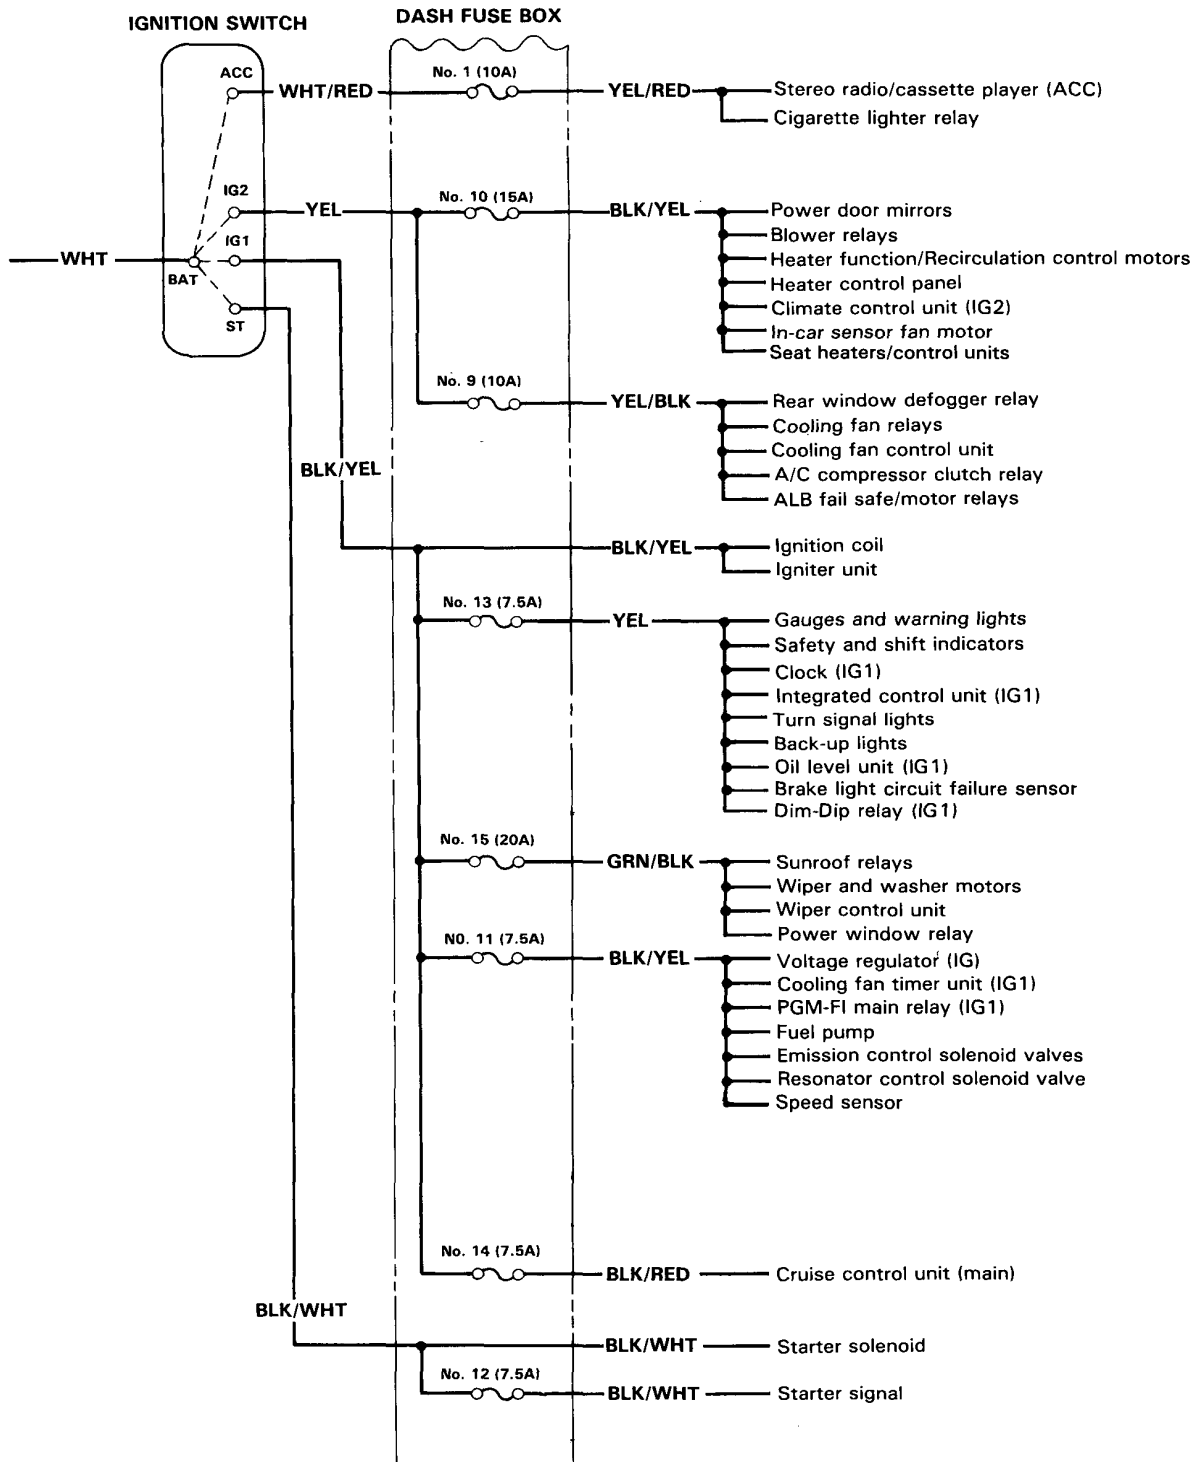 IGNITION SWITCH
DASH FUSE BOX
ACC
WHT/RED
No. 1 (10A)
YEL/RED
Stereo radio/cassette player (ACC)
Cigarette lighter relay
IG2
YEL
No. 10 (15A)
BLK/YEL
Power door mirrors
Blower relays
Heater function/Recirculation control motors
Heater control panel
Climate control unit (IG2)
In-car sensor fan motor
Seat heaters/control units
WHT
BAT
IG1
ST
No. 9 (10A)
YEL/BLK
Rear window defogger relay
Cooling fan relays
Cooling fan control unit
A/C compressor clutch relay
ALB fail safe/motor relays
BLK/YEL
BLK/YEL
Ignition coil
Igniter unit
No. 13 (7.5A)
YEL
Gauges and warning lights
Safety and shift indicators
Clock (IG1)
Integrated control unit (IG1)
Turn signal lights
Back-up lights
Oil level unit (IG1)
Brake light circuit failure sensor
Dim-Dip relay (IG1)
No. 15 (20A)
GRN/BLK
Sunroof relays
Wiper and washer motors
Wiper control unit
Power window relay
NO. 11 (7.5A)
BLK/YEL
Voltage regulator (IG)
Cooling fan timer unit (IG1)
PGM-FI main relay (IG1)
Fuel pump
Emission control solenoid valves
Resonator control solenoid valve
Speed sensor
No. 14 (7.5A)
BLK/RED
Cruise control unit (main)
BLK/WHT
BLK/WHT
Starter solenoid
No. 12 (7.5A)
BLK/WHT
Starter signal